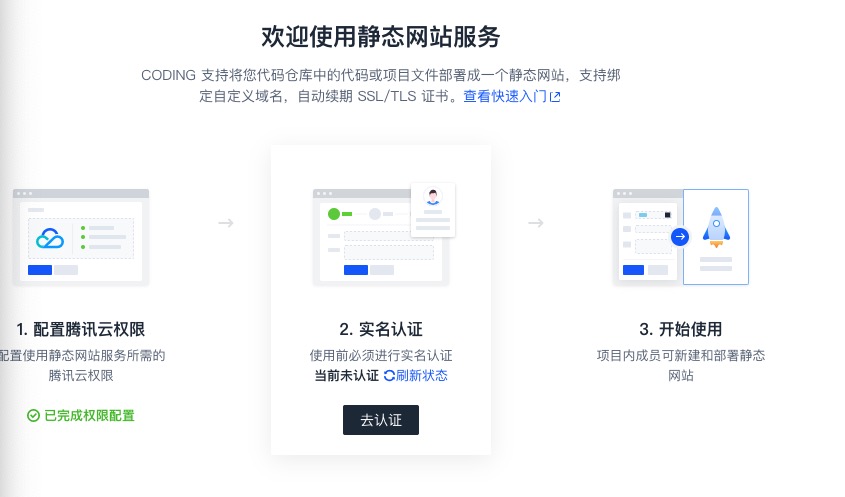 欢迎使用静态网站服务
CODING 支持将您代码仓库中的代码或项目文件部署成一个静态网站，支持绑
定自定义域名，自动续期 SSL/TLS 证书。查看快速入门
1. 配置腾讯云权限
配置使用静态网站服务所需的
腾讯云权限
已完成权限配置
2. 实名认证
使用前必须进行实名认证
当前未认证 刷新状态
去认证
3. 开始使用
项目内成员可新建和部署静态
网站